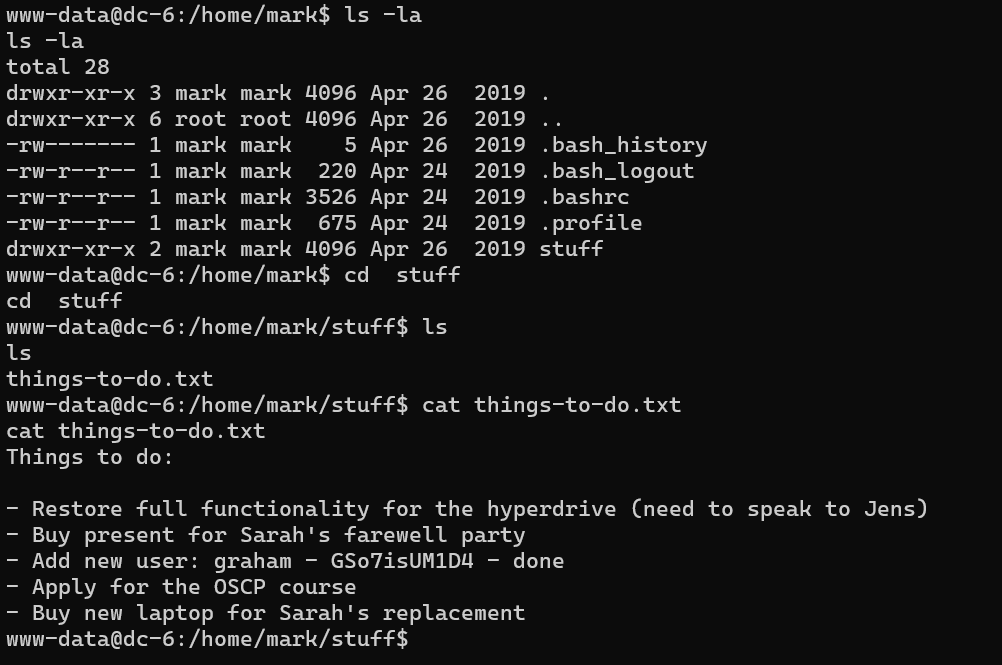 www-data@dc-6:/home/mark$ ls -la
ls -la
total 28
drwxr-xr-x 3 mark mark 4096 Apr 26  2019 .
drwxr-xr-x 6 root root 4096 Apr 26  2019 ..
-rw------- 1 mark mark    5 Apr 26  2019 .bash_history
-rw-r--r-- 1 mark mark  220 Apr 24  2019 .bash_logout
-rw-r--r-- 1 mark mark 3526 Apr 24  2019 .bashrc
-rw-r--r-- 1 mark mark  675 Apr 24  2019 .profile
drwxr-xr-x 2 mark mark 4096 Apr 26  2019 stuff
www-data@dc-6:/home/mark$ cd  stuff
cd  stuff
www-data@dc-6:/home/mark/stuff$ ls
ls
things-to-do.txt
www-data@dc-6:/home/mark/stuff$ cat things-to-do.txt
cat things-to-do.txt
Things to do:

- Restore full functionality for the hyperdrive (need to speak to Jens)
- Buy present for Sarah's farewell party
- Add new user: graham - GSo7isUM1D4 - done
- Apply for the OSCP course
- Buy new laptop for Sarah's replacement
www-data@dc-6:/home/mark/stuff$